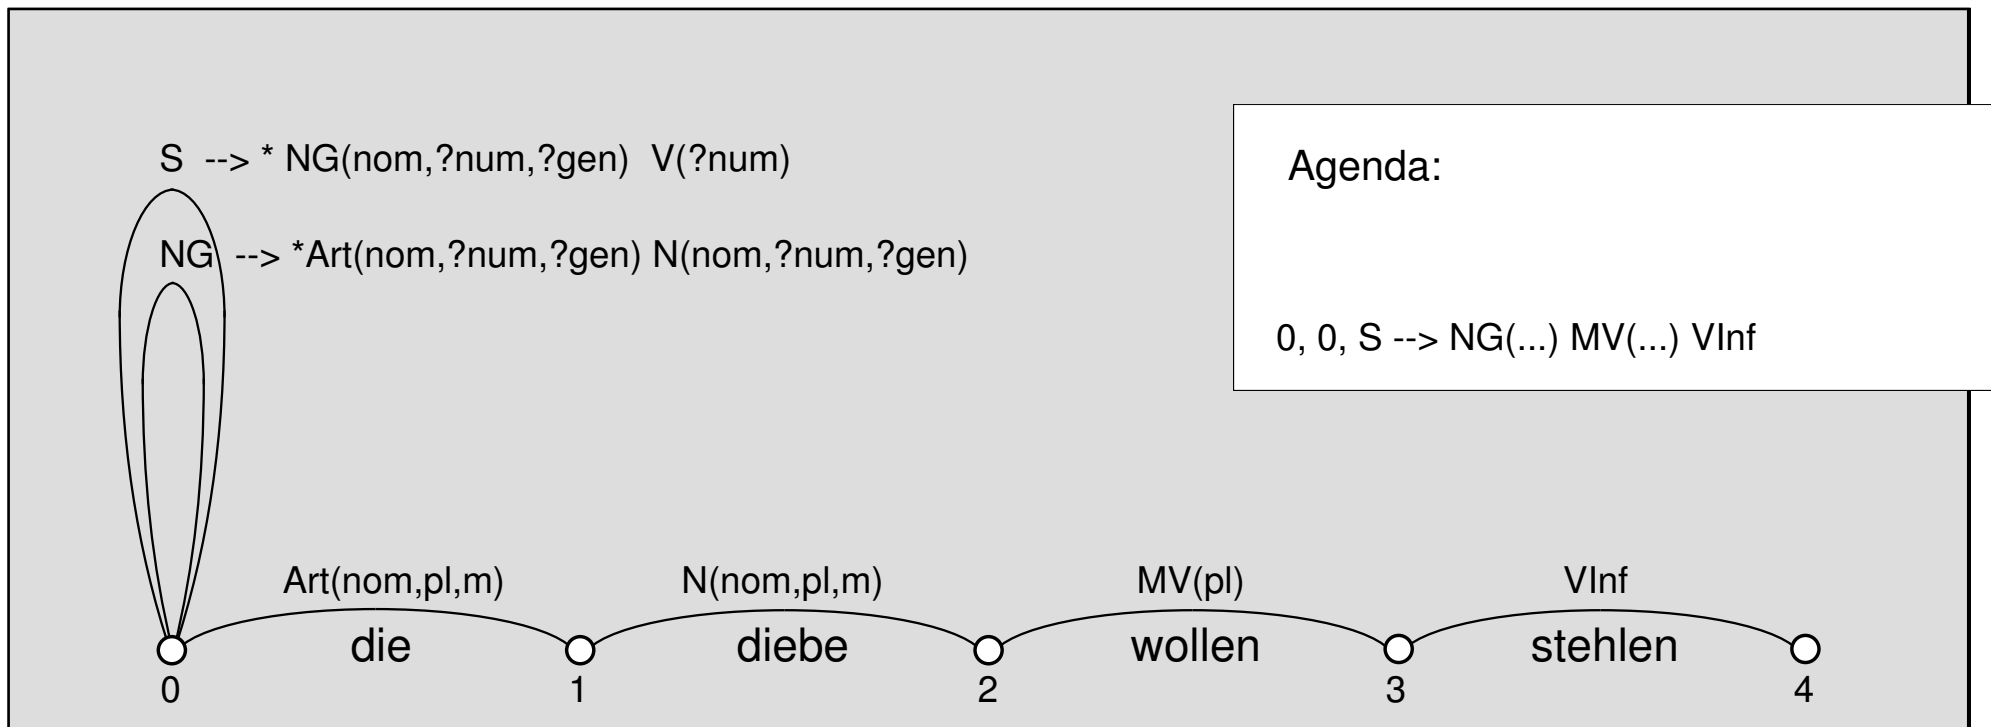 S --> * NG(nom,?num,?gen) V(?num)
NG --> *Art(nom,?num,?gen) N(nom,?num,?gen)
Agenda:
0, 0, S --> NG(...) MV(...) VInf
Art(nom,pl,m) N(nom,pl,m) MV(pl) VInf
die diebe wollen stehlen
0 1 2 3 4